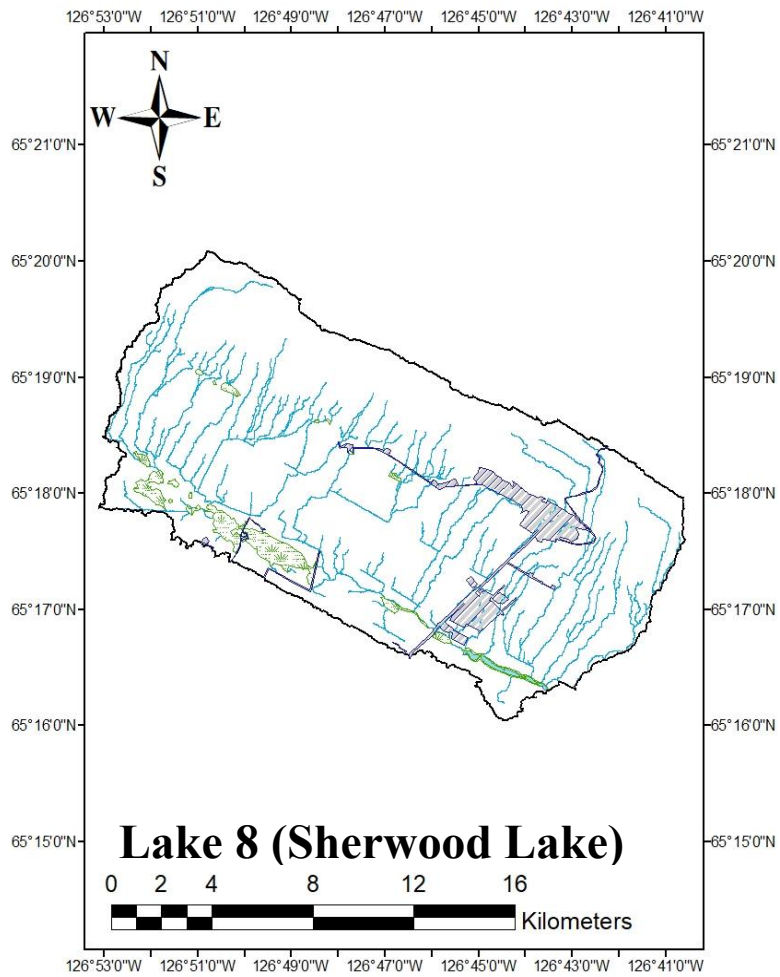 126°53'0"W 126°51'0"W 126°49'0"W 126°47'0"W 126°45'0"W 126°43'0"W 126°41'0"W
N
W E
S
65°21'0"N 65°21'0"N
65°20'0"N 65°20'0"N
65°19'0"N 65°19'0"N
65°18'0"N 65°18'0"N
65°17'0"N 65°17'0"N
65°16'0"N 65°16'0"N
65°15'0"N 65°15'0"N
Lake 8 (Sherwood Lake)
0 2 4 8 12 16
Kilometers
126°53'0"W 126°51'0"W 126°49'0"W 126°47'0"W 126°45'0"W 126°43'0"W 126°41'0"W